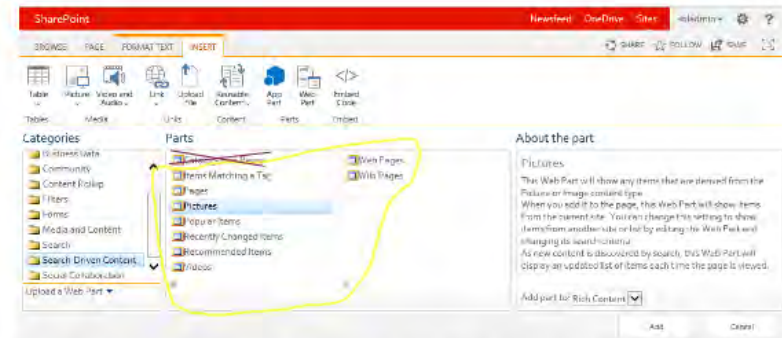 SharePoint
Newsfeed OneDrive Sites ?
BROWSE PAGE FORMAT TEXT INSERT
SHARE FOLLOW SAVE
Table Picture Video and Audio Link Upload File Reusable Content App Part Web Part Embed Code
Tables Media Links Content Parts Embed
Categories
Business Data
Community
Content Rollup
Filters
Forms
Media and Content
Search
Search-Driven Content
Social Collaboration
Upload a Web Part
Parts
Items Matching a Tag
Pages
Pictures
Popular Items
Recently Changed Items
Recommended Items
Videos
Web Pages
Wiki Pages
About the part
Pictures
This Web Part will show any items that are derived from the
Picture or Image content type.
When you add it to the page, this Web Part will show items
from the current site. You can change this setting to show
items from another site or list by editing the Web Part and
changing its search criteria.
As new content is discovered by search, this Web Part will
display an updated list of items each time the page is viewed.
Add part to: Rich Content
Add Cancel